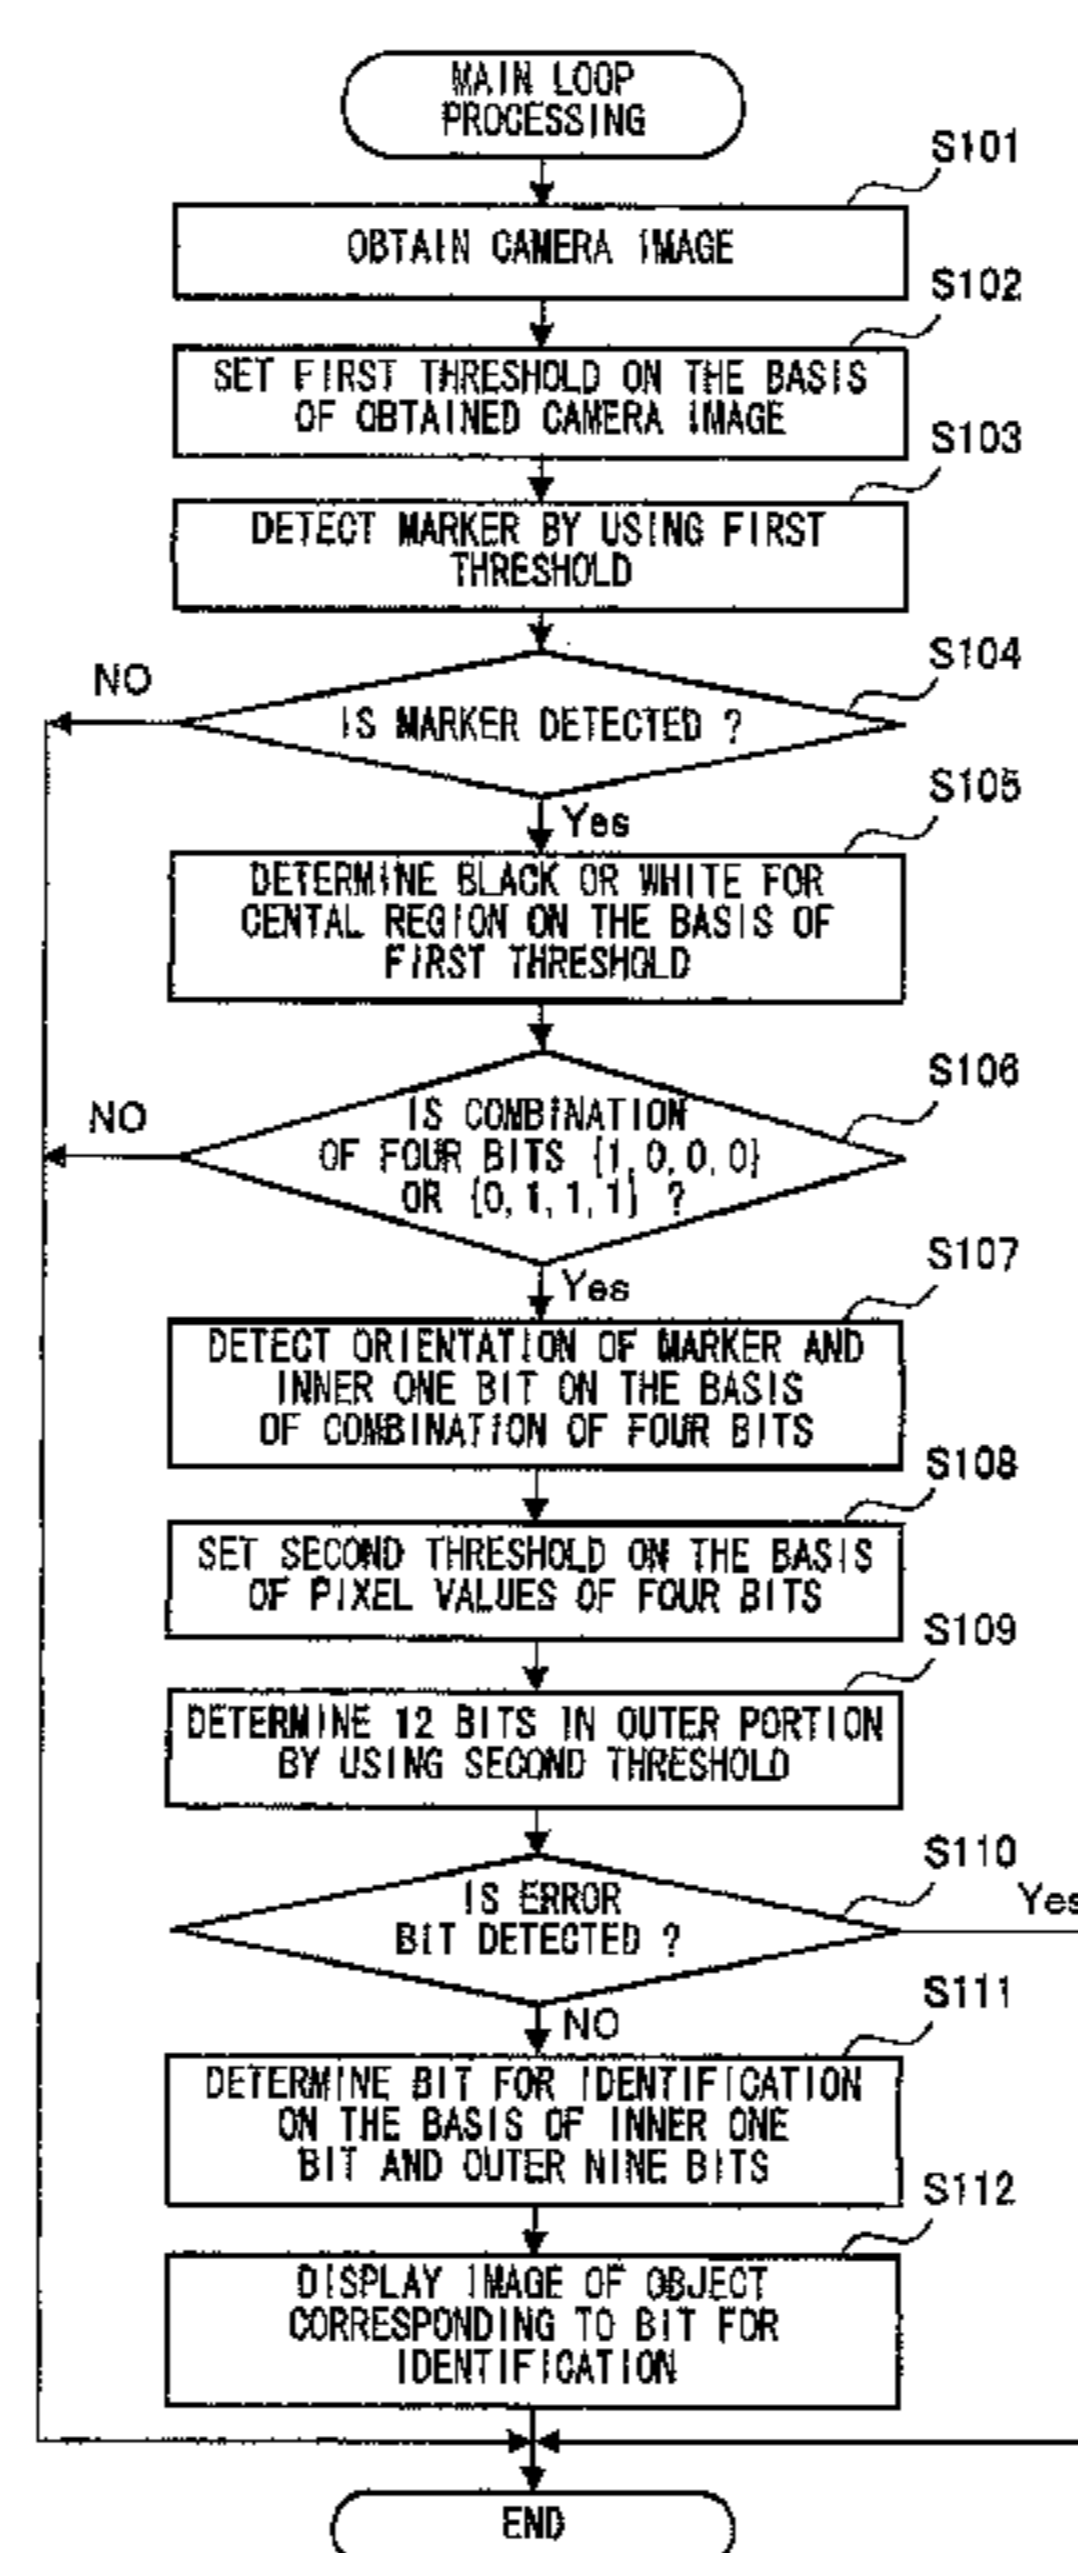 MAIN LOOP
PROCESSING
S101
OBTAIN CAMERA IMAGE
S102
SET FIRST THRESHOLD ON THE BASIS
OF OBTAINED CAMERA IMAGE
S103
DETECT MARKER BY USING FIRST
THRESHOLD
S104
NO
IS MARKER DETECTED ?
S105
Yes
DETERMINE BLACK OR WHITE FOR
CENTAL REGION ON THE BASIS OF
FIRST THRESHOLD
S106
NO
IS COMBINATION
OF FOUR BITS {1,0,0,0}
OR {0,1,1,1} ?
S107
Yes
DETECT ORIENTATION OF MARKER AND
INNER ONE BIT ON THE BASIS
OF COMBINATION OF FOUR BITS
S108
SET SECOND THRESHOLD ON THE BASIS
OF PIXEL VALUES OF FOUR BITS
S109
DETERMINE 12 BITS IN OUTER PORTION
BY USING SECOND THRESHOLD
S110
Yes
IS ERROR
BIT DETECTED ?
S111
NO
DETERMINE BIT FOR IDENTIFICATION
ON THE BASIS OF INNER ONE
BIT AND OUTER NINE BITS
S112
DISPLAY IMAGE OF OBJECT
CORRESPONDING TO BIT FOR
IDENTIFICATION
END